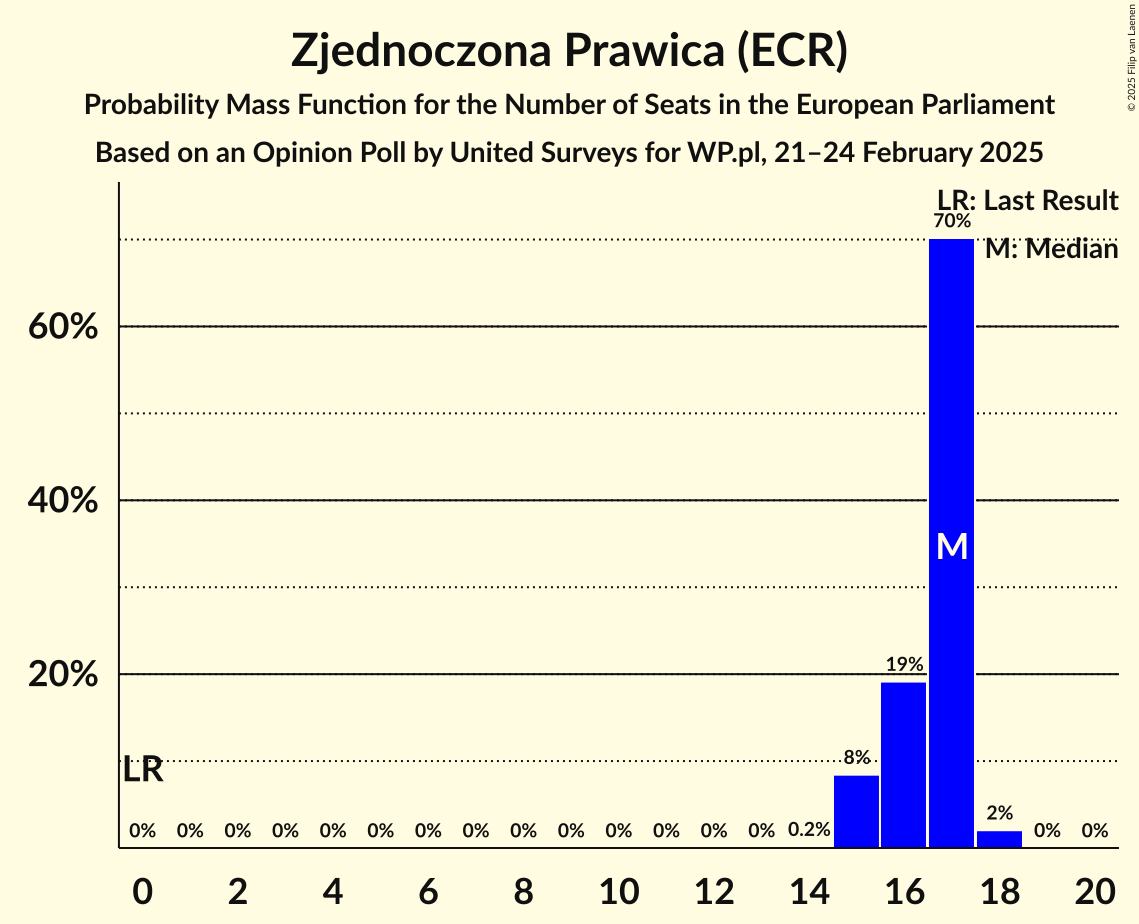 Zjednoczona Prawica (ECR)
Probability Mass Function for the Number of Seats in the European Parliament
Based on an Opinion Poll by United Surveys for WP.pl, 21–24 February 2025
© 2025 Filip van Laenen
LR: Last Result
M: Median
70%
60%
40%
M
20%
19%
8%
LR
2%
0% 0% 0% 0% 0% 0% 0% 0% 0% 0% 0% 0% 0% 0% 0.2% 0% 0%
0 2 4 6 8 10 12 14 16 18 20